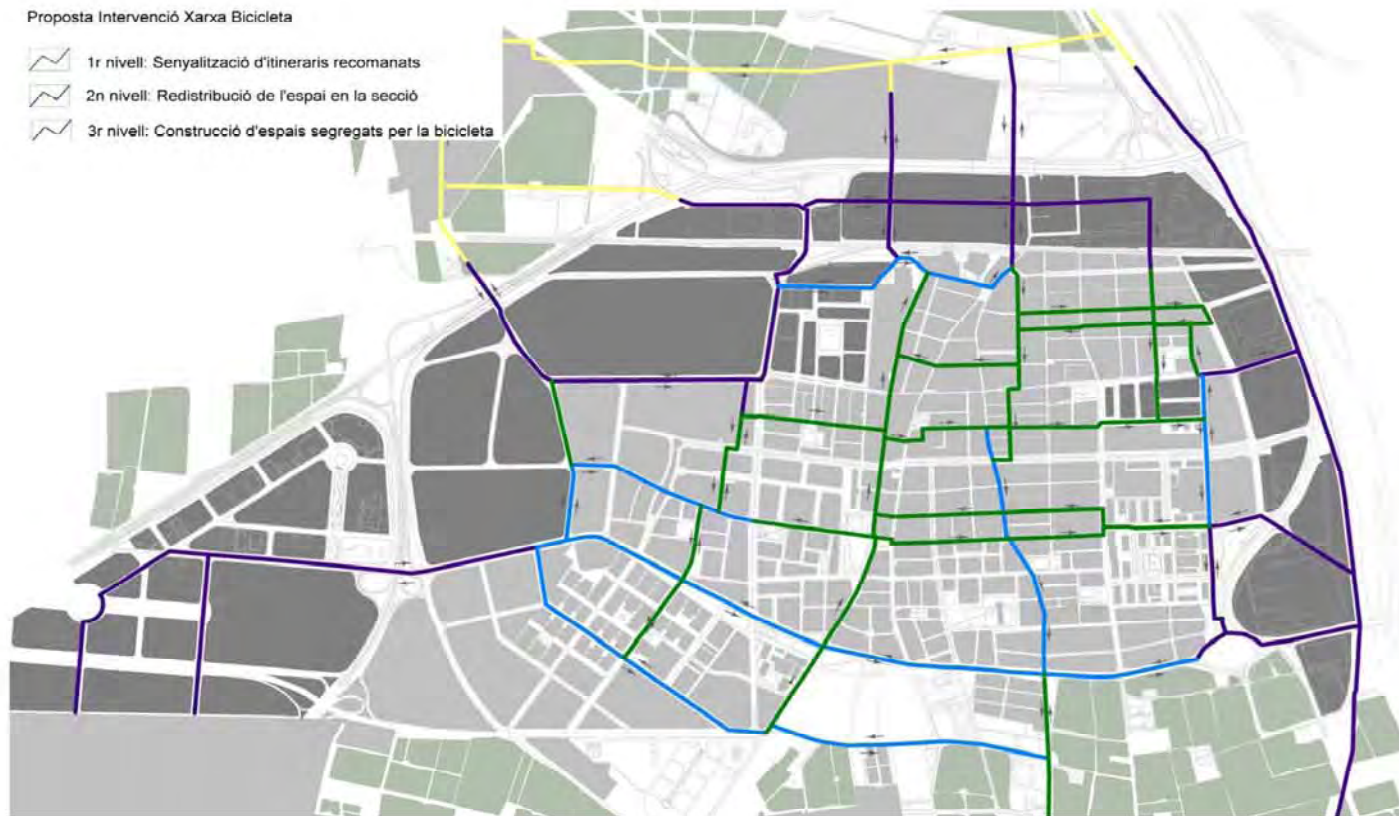 Proposta Intervenció Xarxa Bicicleta
1r nivell: Senyalització d'itineraris recomanats
2n nivell: Redistribució de l'espai en la secció
3r nivell: Construcció d'espais segregats per la bicicleta